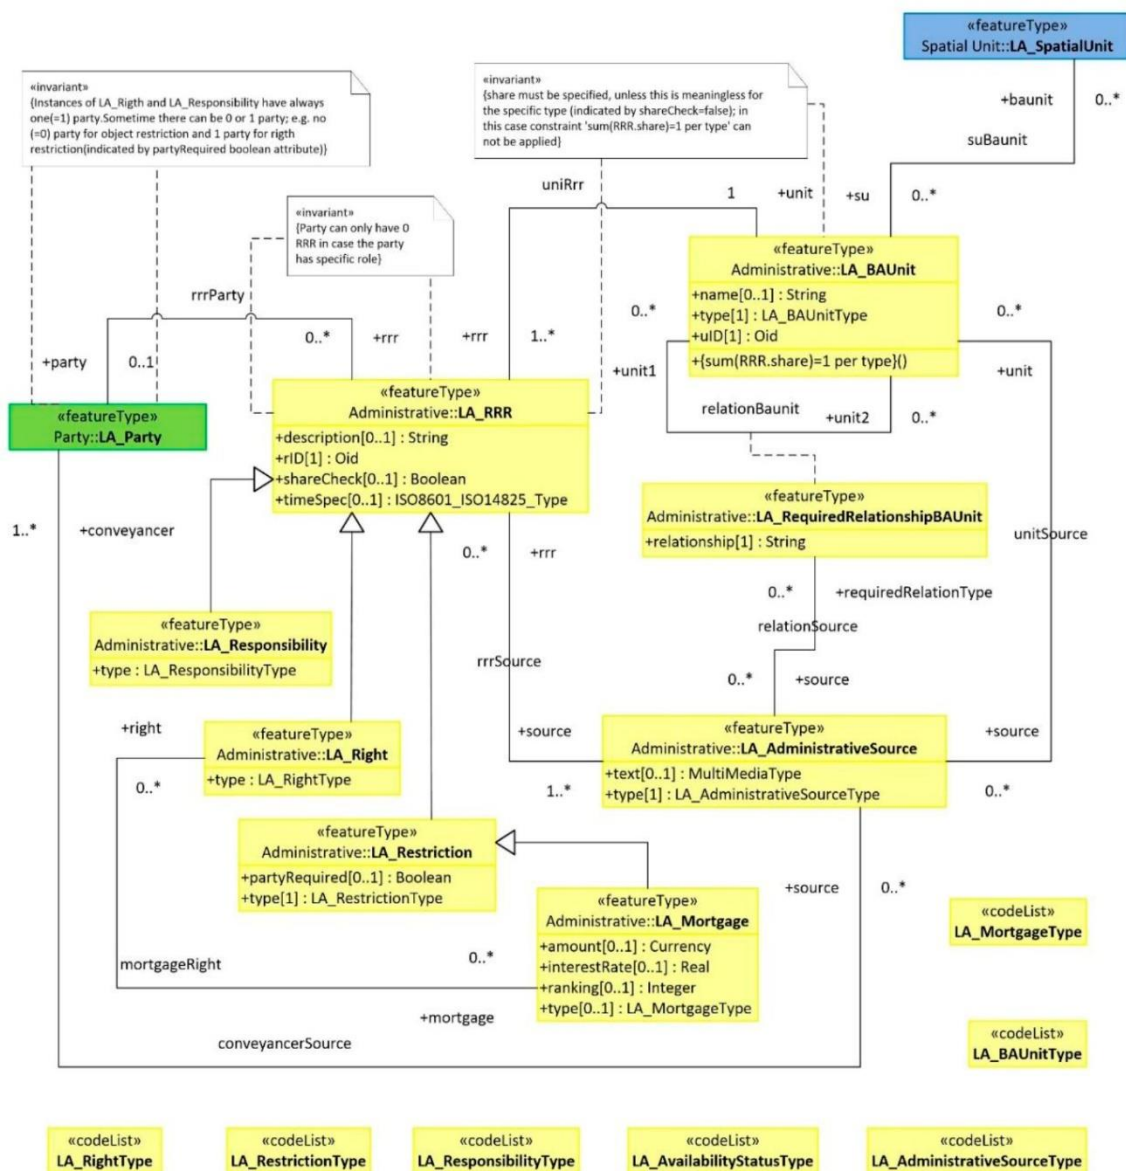 «featureType»
Spatial Unit::LA_SpatialUnit
«invariant»
{Instances of LA_Rigth and LA_Responsibility have always
one(=1) party.Sometime there can be 0 or 1 party; e.g. no
(=0) party for object restriction and 1 party for rigth
restriction(indicated by partyRequired boolean attribute)}
«invariant»
{share must be specified, unless this is meaningless for
the specific type (indicated by shareCheck=false); in
this case constraint 'sum(RRR.share)=1 per type' can
not be applied}
+baunit
0..*
suBaunit
uniRrr
1
+unit
+su
0..*
«invariant»
{Party can only have 0
RRR in case the party
has specific role}
«featureType»
Administrative::LA_BAUnit
+name[0..1] : String
+type[1] : LA_BAUnitType
+uID[1] : Oid
+{sum(RRR.share)=1 per type}()
rrrParty
0..*
+rrr
+rrr
1..*
0..*
0..*
+party
0..1
+unit1
+unit
relationBaunit
+unit2
0..*
«featureType»
Party::LA_Party
«featureType»
Administrative::LA_RRR
+description[0..1] : String
+rID[1] : Oid
+shareCheck[0..1] : Boolean
+timeSpec[0..1] : ISO8601_ISO14825_Type
1..*
+conveyancer
0..*
+rrr
«featureType»
Administrative::LA_RequiredRelationshipBAUnit
+relationship[1] : String
unitSource
0..*
+requiredRelationType
relationSource
«featureType»
Administrative::LA_Responsibility
+type : LA_ResponsibilityType
rrrSource
0..*
+source
+right
0..*
«featureType»
Administrative::LA_Right
+type : LA_RightType
+source
1..*
«featureType»
Administrative::LA_AdministrativeSource
+text[0..1] : MultiMediaType
+type[1] : LA_AdministrativeSourceType
+source
0..*
«featureType»
Administrative::LA_Restriction
+partyRequired[0..1] : Boolean
+type[1] : LA_RestrictionType
+source
0..*
«featureType»
Administrative::LA_Mortgage
+amount[0..1] : Currency
+interestRate[0..1] : Real
+ranking[0..1] : Integer
+type[0..1] : LA_MortgageType
«codeList»
LA_MortgageType
mortgageRight
0..*
+mortgage
conveyancerSource
«codeList»
LA_BAUnitType
«codeList»
LA_RightType
«codeList»
LA_RestrictionType
«codeList»
LA_ResponsibilityType
«codeList»
LA_AvailabilityStatusType
«codeList»
LA_AdministrativeSourceType